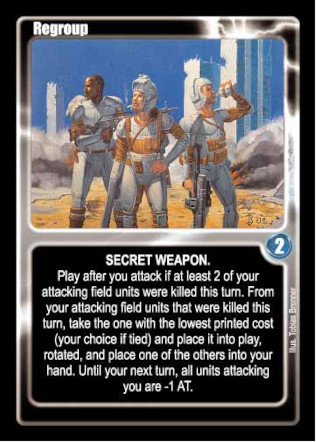 Regroup
2
SECRET WEAPON.
Play after you attack if at least 2 of your
attacking field units were killed this turn. From
your attacking field units that were killed this
turn, take the one with the lowest printed cost
(your choice if tied) and place it into play,
rotated, and place one of the others into your
hand. Until your next turn, all units attacking
you are -1 AT.
Illus. Tobias Brenner